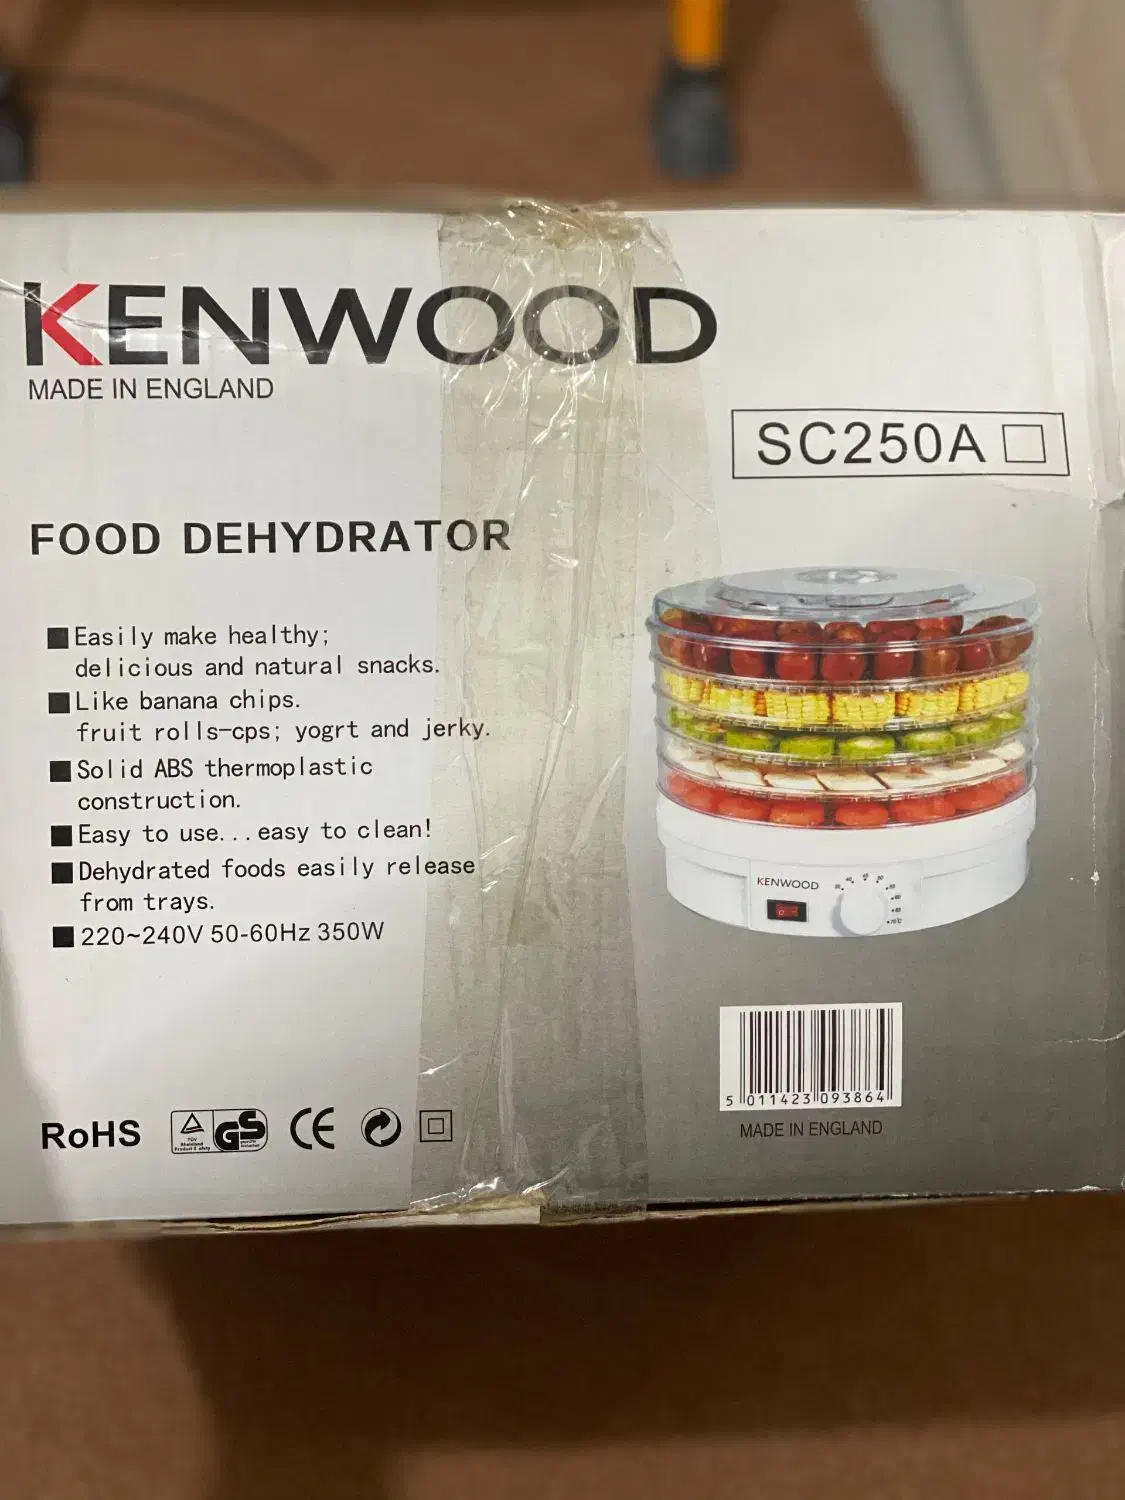 KENWOOD
MADE IN ENGLAND
SC250A
FOOD DEHYDRATOR
Easily make healthy;
delicious and natural snacks.
Like banana chips.
fruit rolls-cps; yogrt and jerky.
Solid ABS thermoplastic
construction.
Easy to use...easy to clean!
Dehydrated foods easily release
from trays.
220~240V 50-60Hz 350W
KENWOOD
RoHS
TÜV
Rheinland
GS
CE
5 011423 093864
MADE IN ENGLAND